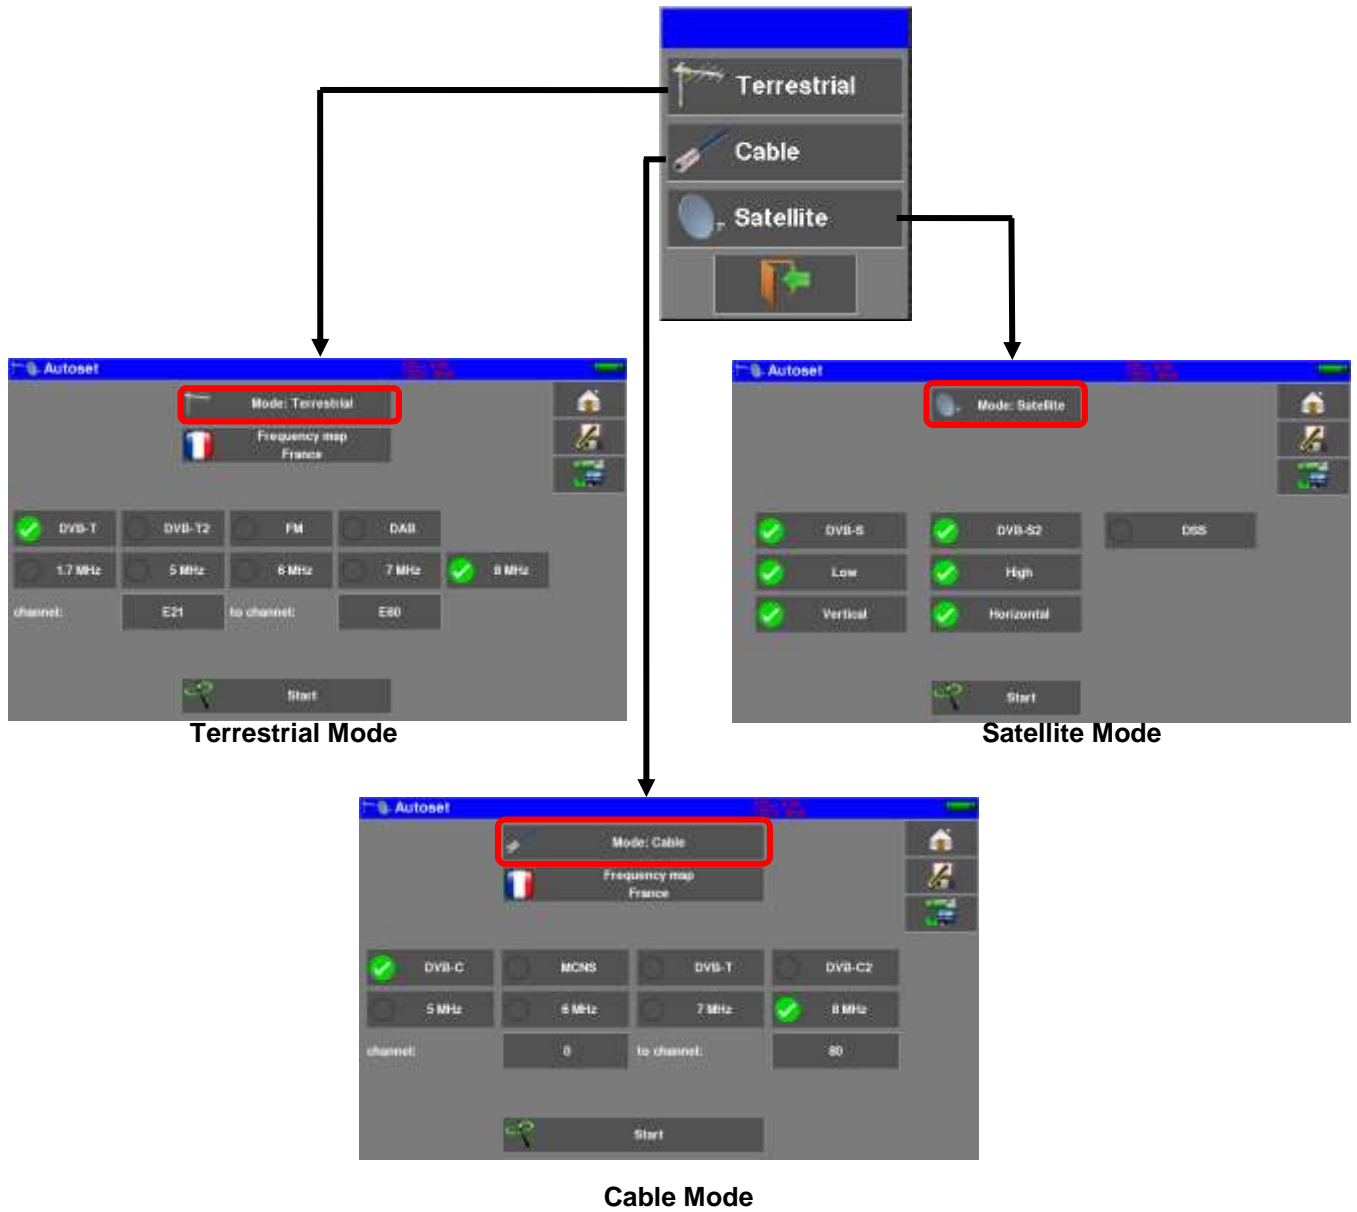 Terrestrial
Cable
Satellite
Autoset
Mode: Terrestrial
Frequency map
France
DVB-T DVB-T2 FM DAB
1.7 MHz 5 MHz 6 MHz 7 MHz 8 MHz
channel: E21 to channel: E60
Start
Terrestrial Mode
Autoset
Mode: Satellite
DVB-S DVB-S2 DSS
Low High
Vertical Horizontal
Start
Satellite Mode
Autoset
Mode: Cable
Frequency map
France
DVB-C MCNS DVB-T DVB-C2
5 MHz 6 MHz 7 MHz 8 MHz
channel: 0 to channel: 80
Start
Cable Mode